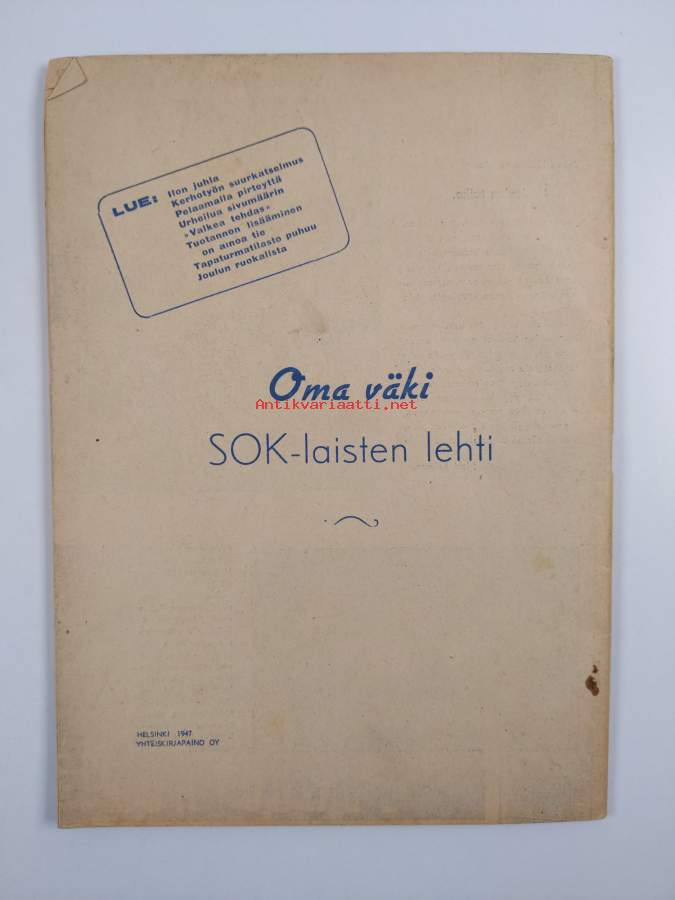 LUE: Ilon juhla
Kerhotyön suurkatselmus
Pelaamalla pirteyttä
Urheilua sivumäärin
»Valkea tehdas»
Tuotannon lisääminen
on ainoa tie
Tapaturmatilasto puhuu
Joulun ruokalista
Oma väki
Antikvariaatti.net
SOK-laisten lehti
HELSINKI 1947
YHTEISKIRJAPAINO OY